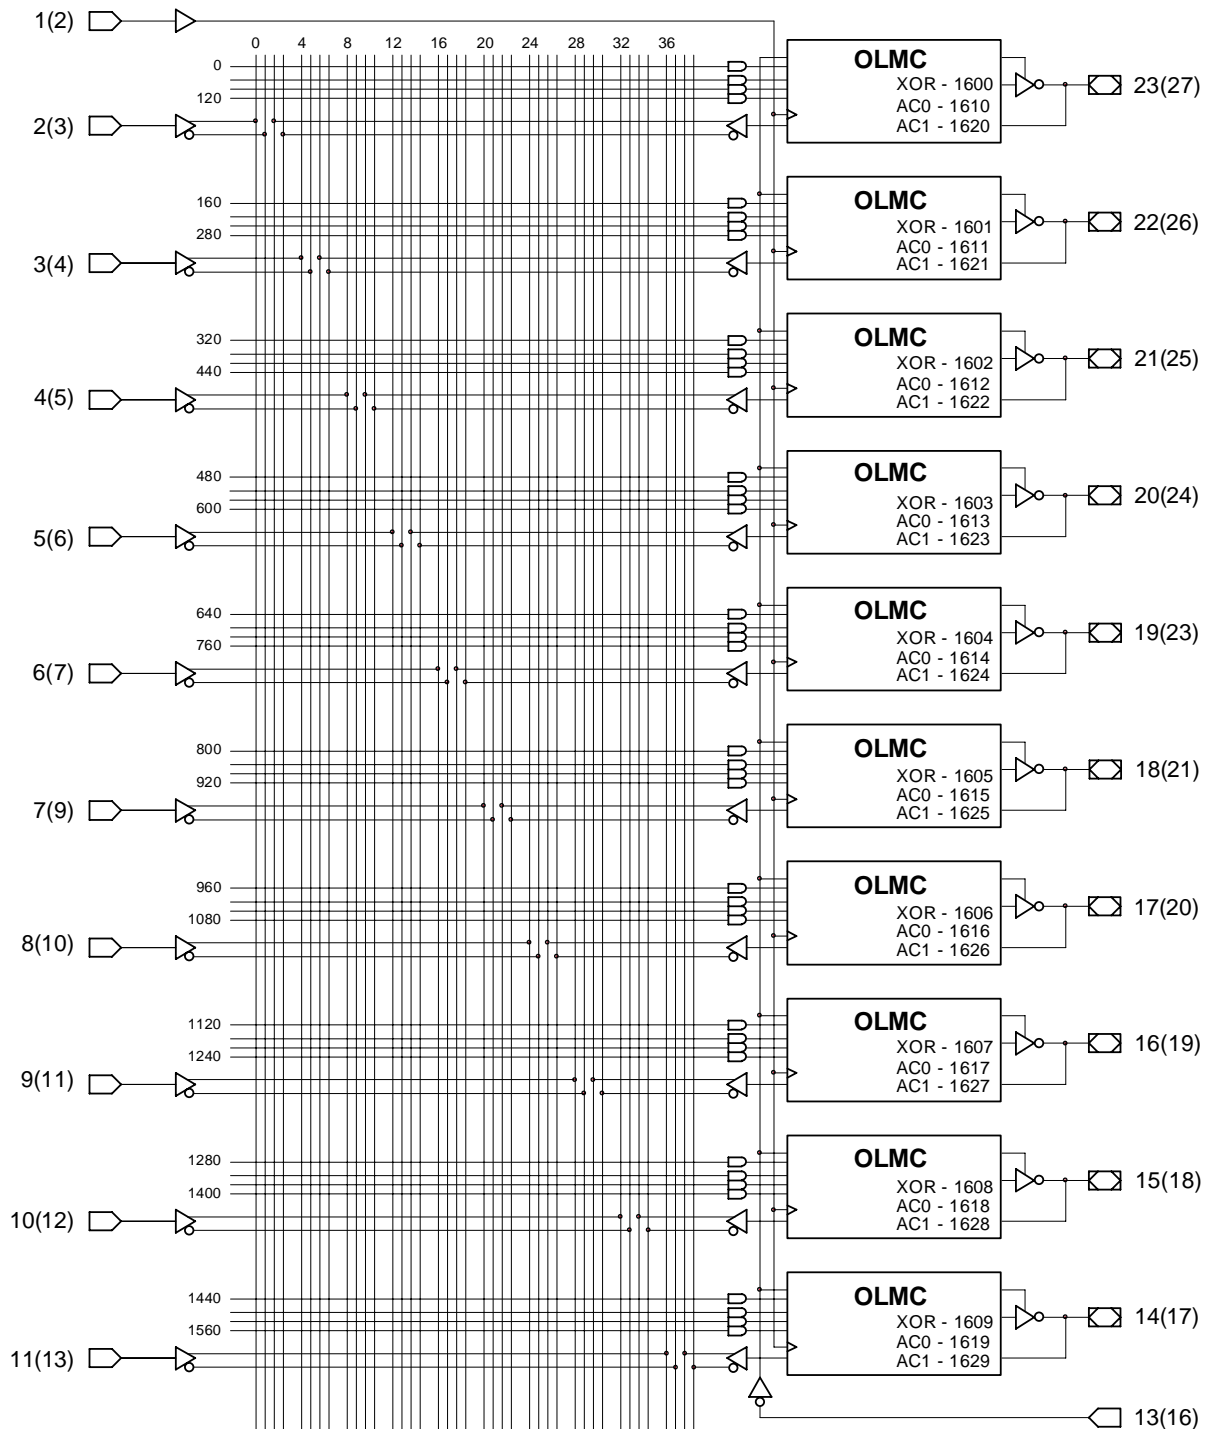 1(2)
0 4 8 12 16 20 24 28 32 36
0
120
OLMC
XOR - 1600
AC0 - 1610
AC1 - 1620
23(27)
2(3)
160
280
OLMC
XOR - 1601
AC0 - 1611
AC1 - 1621
22(26)
3(4)
320
440
OLMC
XOR - 1602
AC0 - 1612
AC1 - 1622
21(25)
4(5)
480
600
OLMC
XOR - 1603
AC0 - 1613
AC1 - 1623
20(24)
5(6)
640
760
OLMC
XOR - 1604
AC0 - 1614
AC1 - 1624
19(23)
6(7)
800
920
OLMC
XOR - 1605
AC0 - 1615
AC1 - 1625
18(21)
7(9)
960
1080
OLMC
XOR - 1606
AC0 - 1616
AC1 - 1626
17(20)
8(10)
1120
1240
OLMC
XOR - 1607
AC0 - 1617
AC1 - 1627
16(19)
9(11)
1280
1400
OLMC
XOR - 1608
AC0 - 1618
AC1 - 1628
15(18)
10(12)
1440
1560
OLMC
XOR - 1609
AC0 - 1619
AC1 - 1629
14(17)
11(13)
13(16)